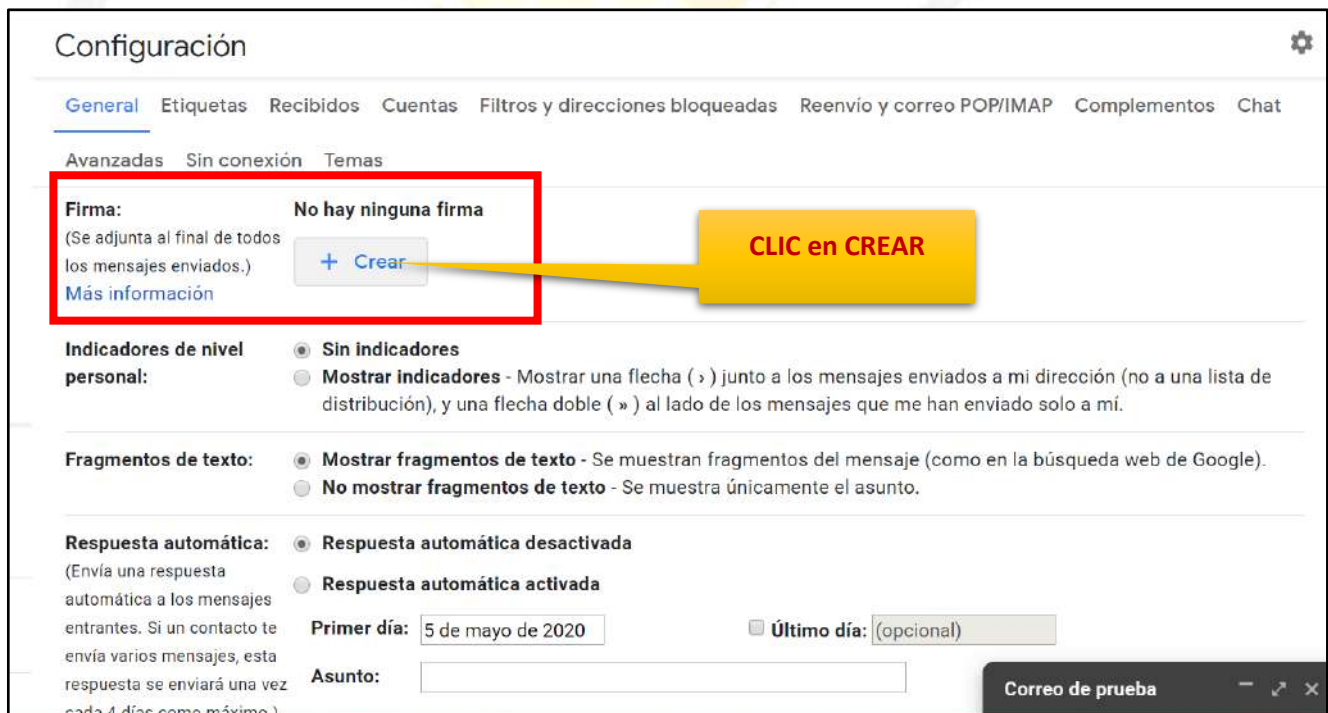 Configuración
General Etiquetas Recibidos Cuentas Filtros y direcciones bloqueadas Reenvío y correo POP/IMAP Complementos Chat
Avanzadas Sin conexión Temas
Firma:
(Se adjunta al final de todos
los mensajes enviados.)
Más información
No hay ninguna firma
+ Crear
CLIC en CREAR
Indicadores de nivel
personal:
Sin indicadores
Mostrar indicadores - Mostrar una flecha ( › ) junto a los mensajes enviados a mi dirección (no a una lista de
distribución), y una flecha doble ( » ) al lado de los mensajes que me han enviado solo a mí.
Fragmentos de texto:
Mostrar fragmentos de texto - Se muestran fragmentos del mensaje (como en la búsqueda web de Google).
No mostrar fragmentos de texto - Se muestra únicamente el asunto.
Respuesta automática:
(Envía una respuesta
automática a los mensajes
entrantes. Si un contacto te
envía varios mensajes, esta
respuesta se enviará una vez
cada 4 días como máximo.)
Respuesta automática desactivada
Respuesta automática activada
Primer día: 5 de mayo de 2020 Último día: (opcional)
Asunto:
Correo de prueba